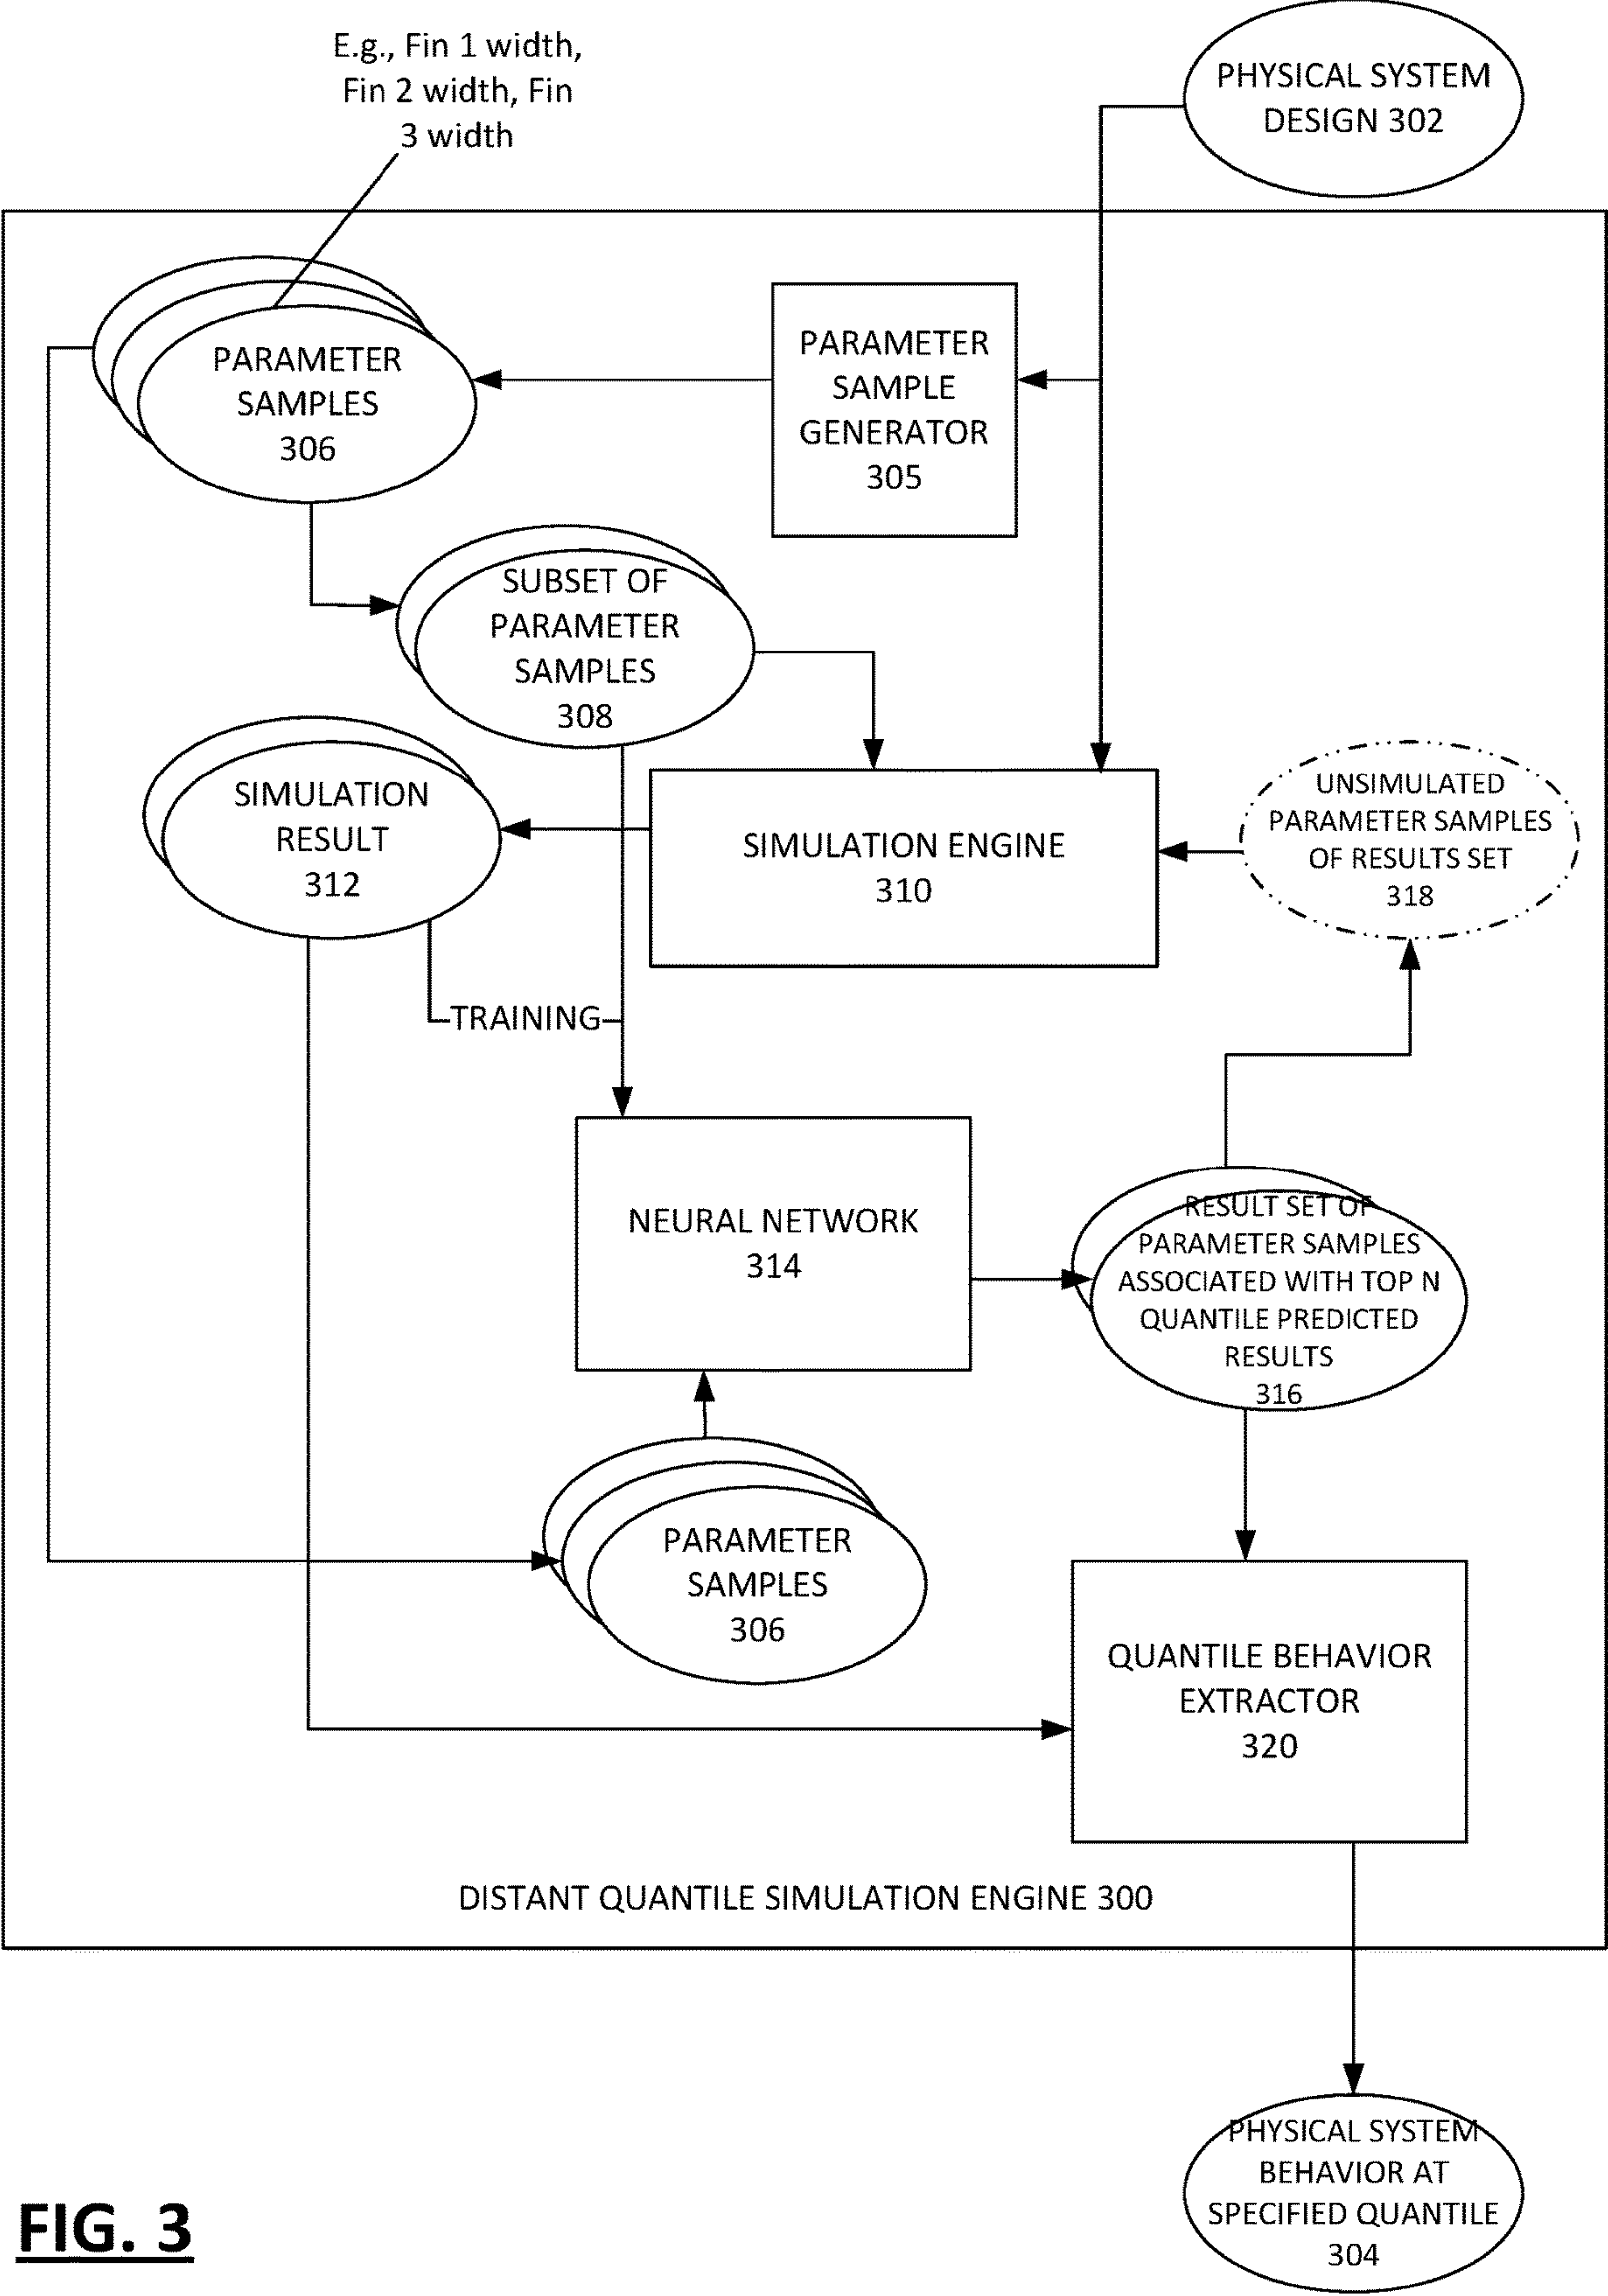 E.g., Fin 1 width,
Fin 2 width, Fin
3 width
PHYSICAL SYSTEM
DESIGN 302
PARAMETER
SAMPLES
306
PARAMETER
SAMPLE
GENERATOR
305
SUBSET OF
PARAMETER
SAMPLES
308
SIMULATION
RESULT
312
SIMULATION ENGINE
310
UNSIMULATED
PARAMETER SAMPLES
OF RESULTS SET
318
TRAINING
NEURAL NETWORK
314
RESULT SET OF
PARAMETER SAMPLES
ASSOCIATED WITH TOP N
QUANTILE PREDICTED
RESULTS
316
PARAMETER
SAMPLES
306
QUANTILE BEHAVIOR
EXTRACTOR
320
DISTANT QUANTILE SIMULATION ENGINE 300
PHYSICAL SYSTEM
BEHAVIOR AT
SPECIFIED QUANTILE
304
FIG. 3